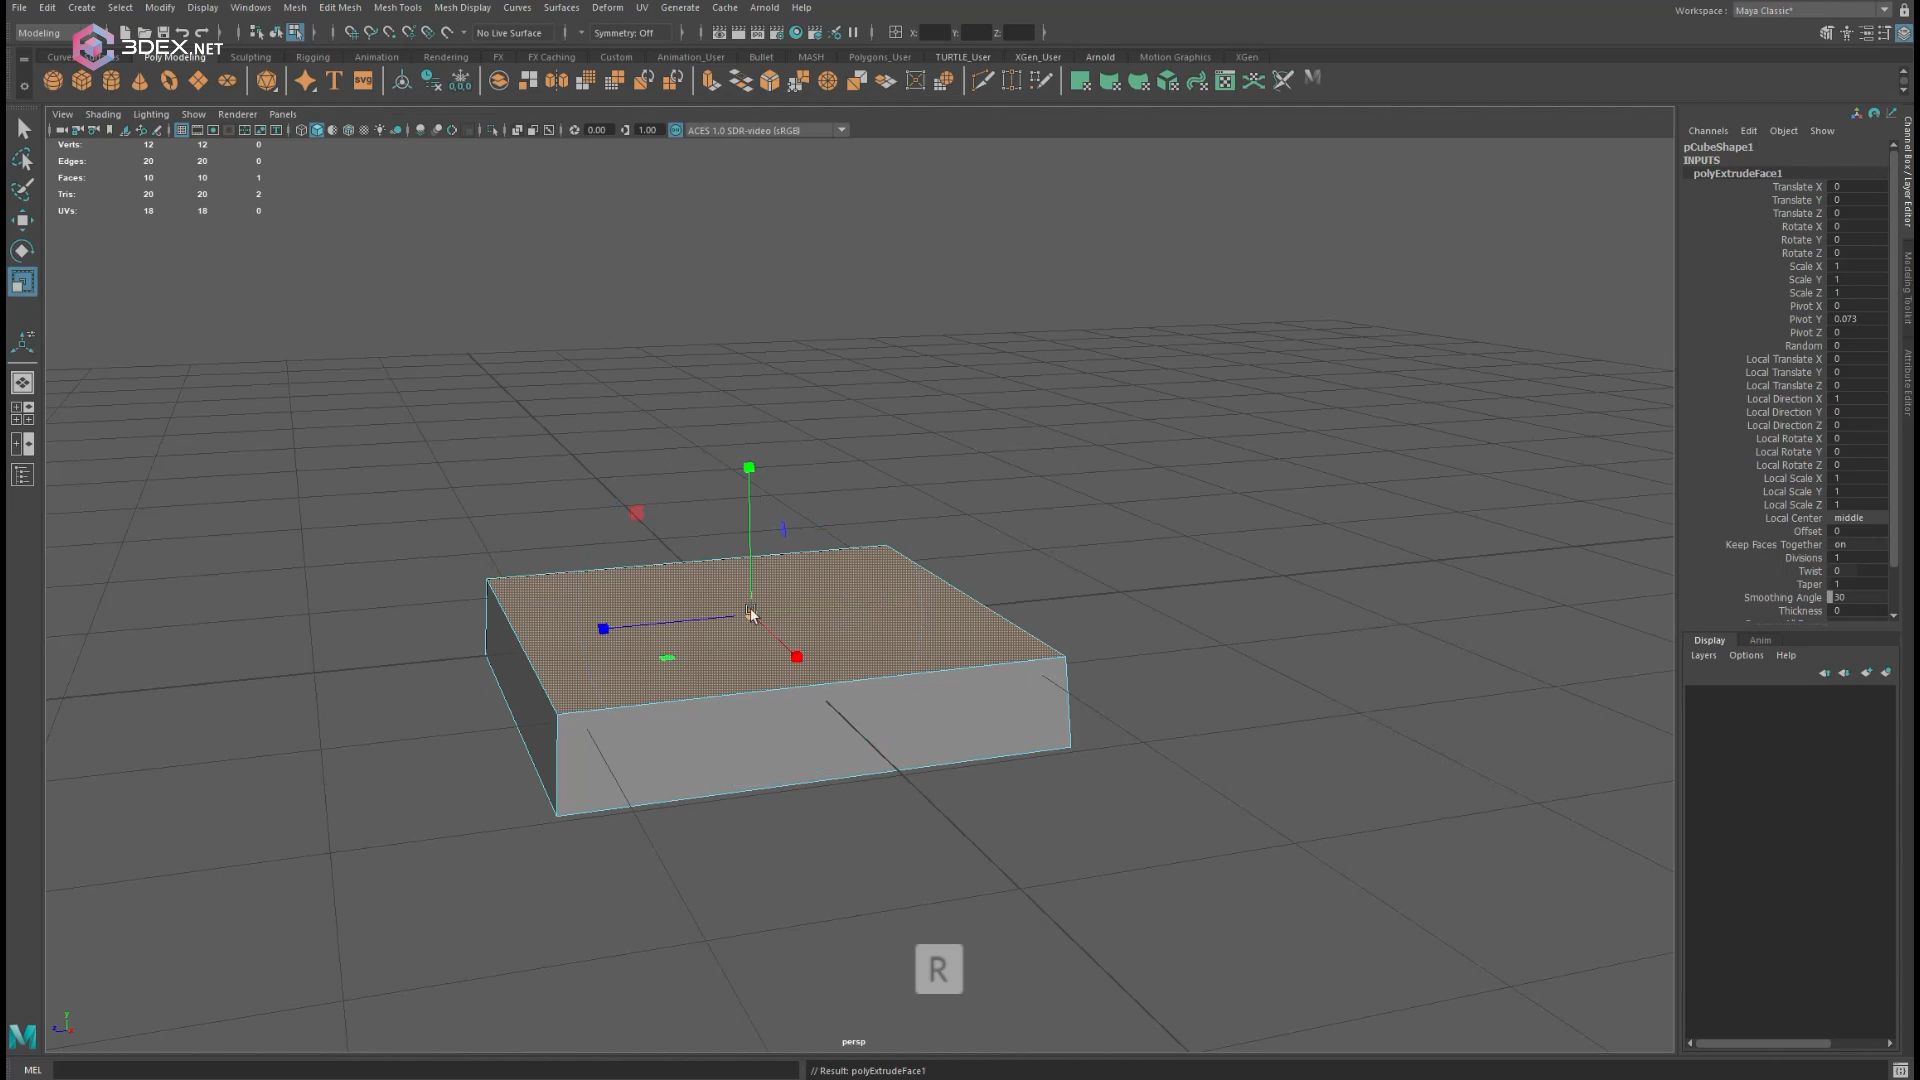 File Edit Create Select Modify Display Windows Mesh Edit Mesh Mesh Tools Mesh Display Curves Surfaces Deform UV Generate Cache Arnold Help
Workspace : Maya Classic*
Modeling
No Live Surface
Symmetry: Off
X:
Y:
Z:
3DEX.NET
Poly Modeling Sculpting Rigging Animation Rendering FX FX Caching Custom Animation_User Bullet MASH Polygons_User TURTLE_User XGen_User Arnold Motion Graphics XGen
View Shading Lighting Show Renderer Panels
0.00
1.00
ACES 1.0 SDR-video (sRGB)
Verts: 12 12 0
Edges: 20 20 0
Faces: 10 10 1
Tris: 20 20 2
UVs: 18 18 0
Channels Edit Object Show
pCubeShape1
INPUTS
polyExtrudeFace1
Translate X 0
Translate Y 0
Translate Z 0
Rotate X 0
Rotate Y 0
Rotate Z 0
Scale X 1
Scale Y 1
Scale Z 1
Pivot X 0
Pivot Y 0.073
Pivot Z 0
Random 0
Local Translate X 0
Local Translate Y 0
Local Translate Z 0
Local Direction X 1
Local Direction Y 0
Local Direction Z 0
Local Rotate X 0
Local Rotate Y 0
Local Rotate Z 0
Local Scale X 1
Local Scale Y 1
Local Scale Z 1
Local Center middle
Offset 0
Keep Faces Together on
Divisions 1
Twist 0
Taper 1
Smoothing Angle 30
Thickness 0
Channel Box / Layer Editor
Modeling Toolkit
Attribute Editor
Display Anim
Layers Options Help
R
y
z
x
persp
MEL
// Result: polyExtrudeFace1